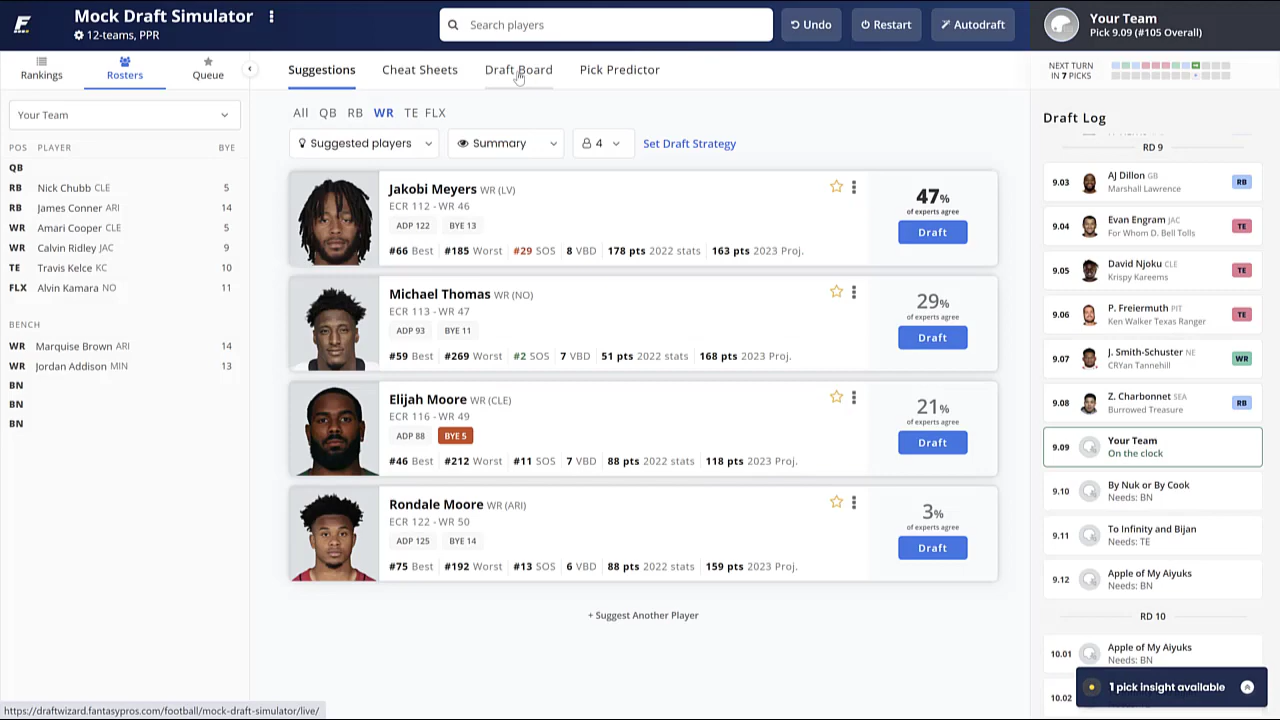 Mock Draft Simulator
12-teams, PPR
Search players
Undo
Restart
Autodraft
Your Team
Pick 9.09 (#105 Overall)
Rankings
Rosters
Queue
Suggestions
Cheat Sheets
Draft Board
Pick Predictor
NEXT TURN
IN 7 PICKS
Your Team
POS PLAYER BYE
QB
RB Nick Chubb CLE 5
RB James Conner ARI 14
WR Amari Cooper CLE 5
WR Calvin Ridley JAC 9
TE Travis Kelce KC 10
FLX Alvin Kamara NO 11
BENCH
WR Marquise Brown ARI 14
WR Jordan Addison MIN 13
BN
BN
BN
All QB RB WR TE FLX
Suggested players
Summary
4
Set Draft Strategy
Jakobi Meyers WR (LV)
ECR 112 - WR 46
ADP 122 BYE 13
#66 Best #185 Worst #29 SOS 8 VBD 178 pts 2022 stats 163 pts 2023 Proj.
47%
of experts agree
Draft
Michael Thomas WR (NO)
ECR 113 - WR 47
ADP 93 BYE 11
#59 Best #269 Worst #2 SOS 7 VBD 51 pts 2022 stats 168 pts 2023 Proj.
29%
of experts agree
Draft
Elijah Moore WR (CLE)
ECR 116 - WR 49
ADP 88 BYE 5
#46 Best #212 Worst #11 SOS 7 VBD 88 pts 2022 stats 118 pts 2023 Proj.
21%
of experts agree
Draft
Rondale Moore WR (ARI)
ECR 122 - WR 50
ADP 125 BYE 14
#75 Best #192 Worst #13 SOS 6 VBD 88 pts 2022 stats 159 pts 2023 Proj.
3%
of experts agree
Draft
+ Suggest Another Player
Draft Log
RD 9
9.03 AJ Dillon GB
Marshall Lawrence
RB
9.04 Evan Engram JAC
For Whom D. Bell Tolls
TE
9.05 David Njoku CLE
Krispy Kareems
TE
9.06 P. Freiermuth PIT
Ken Walker Texas Ranger
TE
9.07 J. Smith-Schuster NE
CRYan Tannehill
WR
9.08 Z. Charbonnet SEA
Burrowed Treasure
RB
9.09 Your Team
On the clock
9.10 By Nuk or By Cook
Needs: BN
9.11 To Infinity and Bijan
Needs: TE
9.12 Apple of My Aiyuks
Needs: BN
RD 10
10.01 Apple of My Aiyuks
Needs: BN
10.02
1 pick insight available
https://draftwizard.fantasypros.com/football/mock-draft-simulator/live/